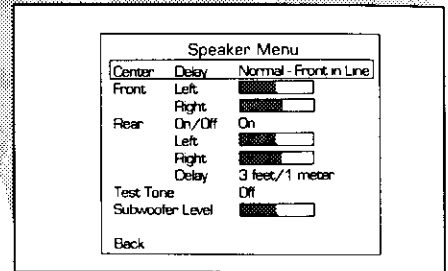 Speaker Menu
Center Delay Normal - Front in Line
Front Left
Right
Rear On/Off On
Left
Right
Delay 3 feet/1 meter
Test Tone Off
Subwoofer Level
Back